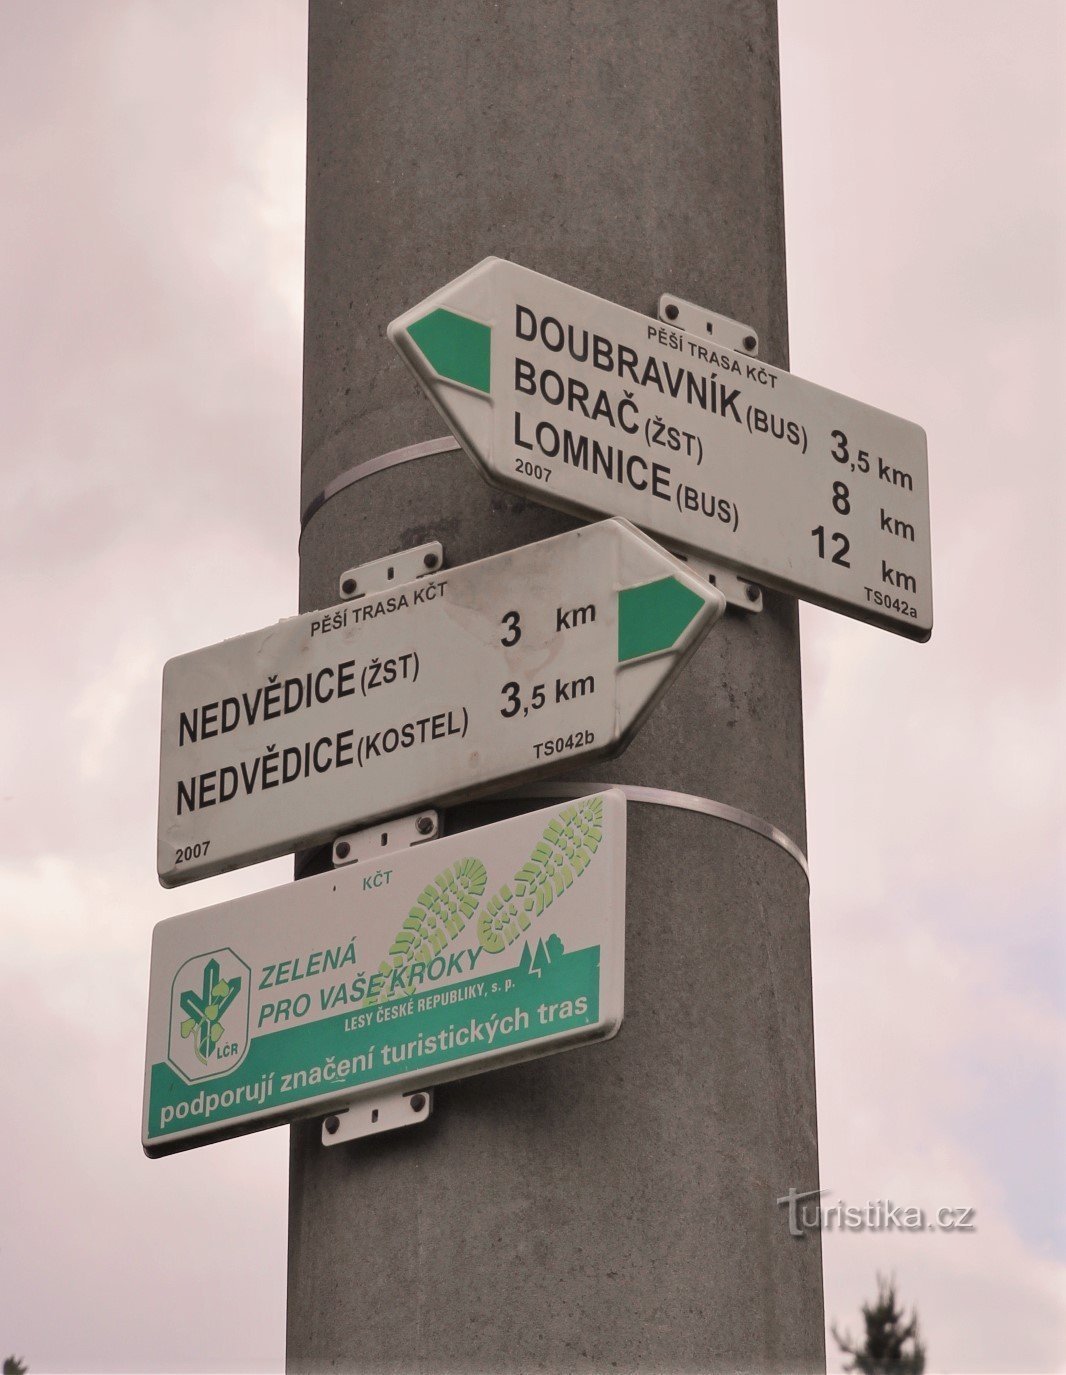 PĚŠÍ TRASA KČT
DOUBRAVNÍK (BUS) 3,5 km
BORAČ (ŽST) 8 km
LOMNICE (BUS) 12 km
2007 TS042a
PĚŠÍ TRASA KČT
NEDVĚDICE (ŽST) 3 km
NEDVĚDICE (KOSTEL) 3,5 km
2007 TS042b
KČT
ZELENÁ
PRO VAŠE KROKY
LESY ČESKÉ REPUBLIKY, s. p.
LČR
podporují značení turistických tras
Turistika.cz